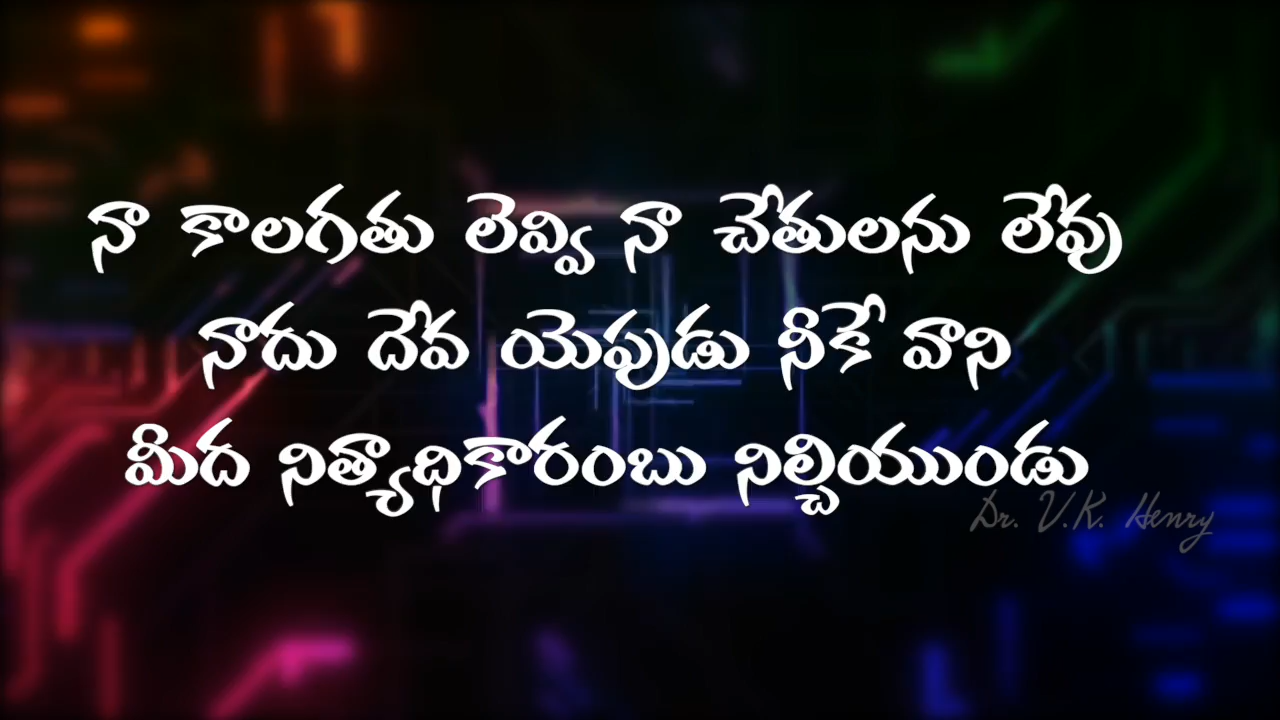 నా కాలగతు లెవ్వి నా చేతులను లేవు
నాదు దేవ యెపుడు నీకే వాని
మీద నిత్యాధికారంబు నిల్చియుండు
Dr. V.K. Henry